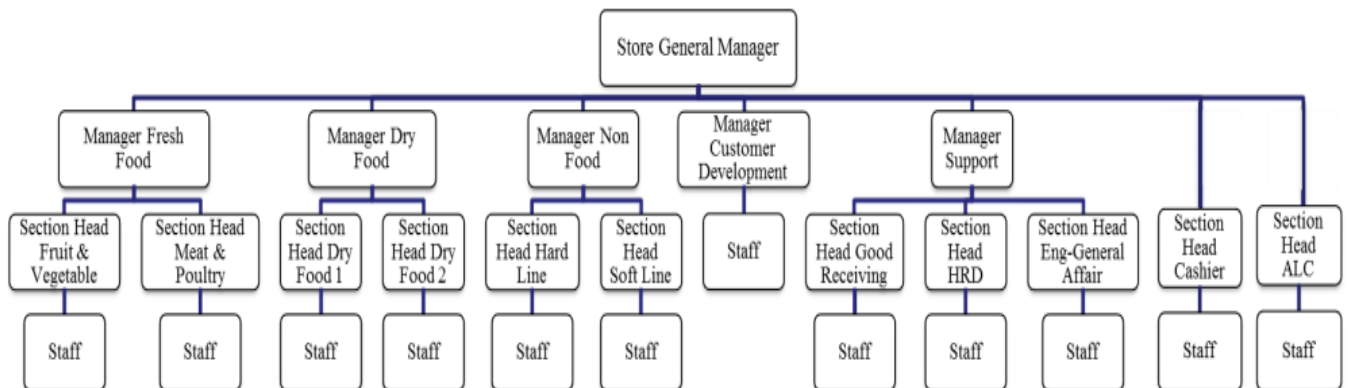 Store General Manager
Manager Fresh
Food
Manager Dry
Food
Manager Non
Food
Manager
Customer
Development
Manager
Support
Section Head
Fruit &
Vegetable
Section Head
Meat &
Poultry
Section
Head Dry
Food 1
Section
Head Dry
Food 2
Section
Head Hard
Line
Section
Head
Soft Line
Staff
Section
Head Good
Receiving
Section
Head
HRD
Section Head
Eng-General
Affair
Section
Head
Cashier
Section
Head
ALC
Staff
Staff
Staff
Staff
Staff
Staff
Staff
Staff
Staff
Staff
Staff